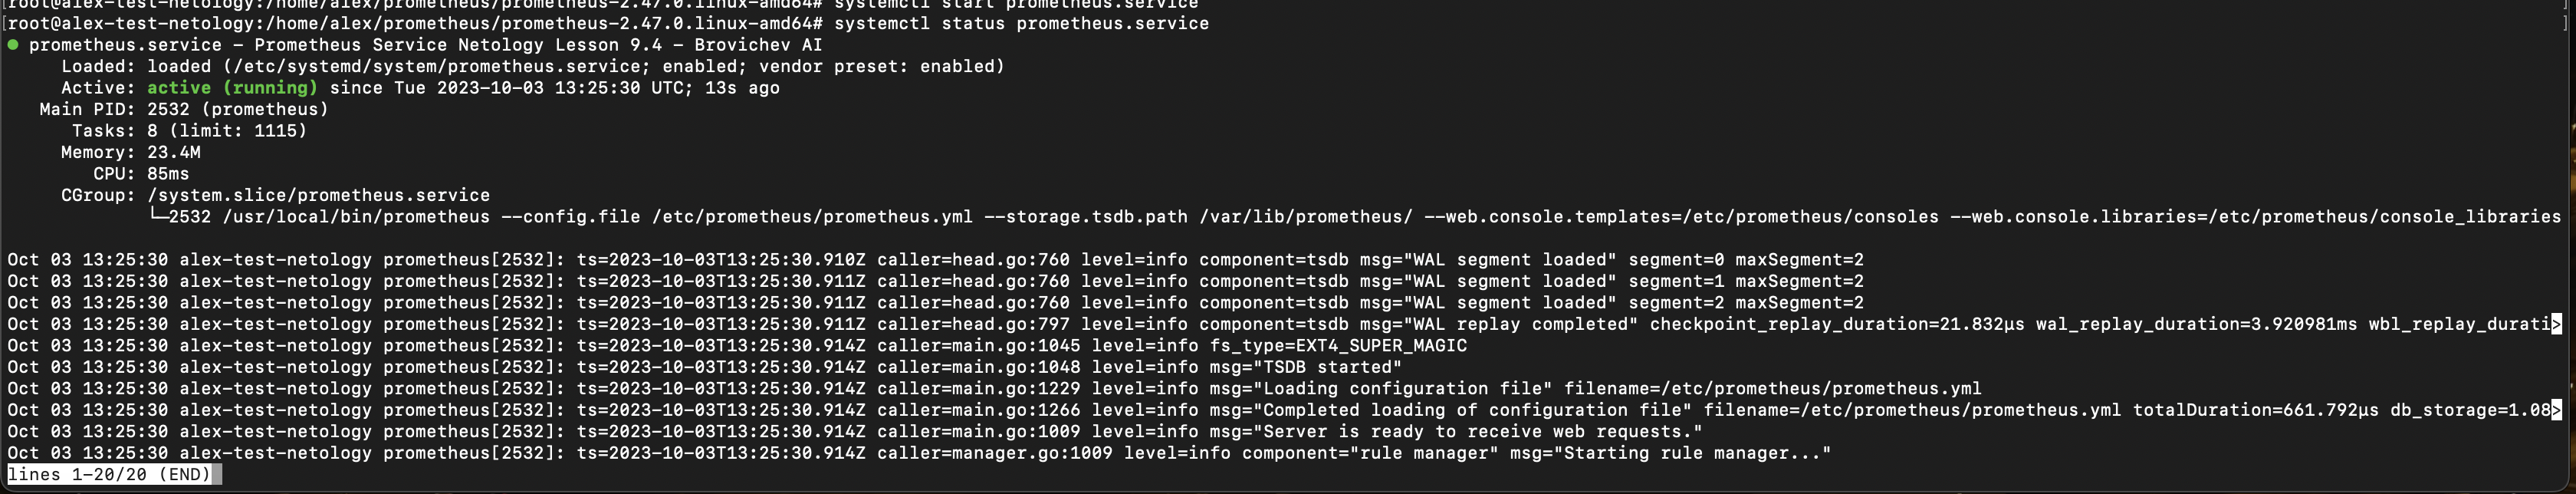 [root@alex-test-netology:/home/alex/prometheus/prometheus-2.47.0.linux-amd64# systemctl start prometheus.service ]
[root@alex-test-netology:/home/alex/prometheus/prometheus-2.47.0.linux-amd64# systemctl status prometheus.service ]
● prometheus.service – Prometheus Service Netology Lesson 9.4 – Brovichev AI
Loaded: loaded (/etc/systemd/system/prometheus.service; enabled; vendor preset: enabled)
Active: active (running) since Tue 2023-10-03 13:25:30 UTC; 13s ago
Main PID: 2532 (prometheus)
Tasks: 8 (limit: 1115)
Memory: 23.4M
CPU: 85ms
CGroup: /system.slice/prometheus.service
└─2532 /usr/local/bin/prometheus --config.file /etc/prometheus/prometheus.yml --storage.tsdb.path /var/lib/prometheus/ --web.console.templates=/etc/prometheus/consoles --web.console.libraries=/etc/prometheus/console_libraries
Oct 03 13:25:30 alex-test-netology prometheus[2532]: ts=2023-10-03T13:25:30.910Z caller=head.go:760 level=info component=tsdb msg="WAL segment loaded" segment=0 maxSegment=2
Oct 03 13:25:30 alex-test-netology prometheus[2532]: ts=2023-10-03T13:25:30.911Z caller=head.go:760 level=info component=tsdb msg="WAL segment loaded" segment=1 maxSegment=2
Oct 03 13:25:30 alex-test-netology prometheus[2532]: ts=2023-10-03T13:25:30.911Z caller=head.go:760 level=info component=tsdb msg="WAL segment loaded" segment=2 maxSegment=2
Oct 03 13:25:30 alex-test-netology prometheus[2532]: ts=2023-10-03T13:25:30.911Z caller=head.go:797 level=info component=tsdb msg="WAL replay completed" checkpoint_replay_duration=21.832µs wal_replay_duration=3.920981ms wbl_replay_durati>
Oct 03 13:25:30 alex-test-netology prometheus[2532]: ts=2023-10-03T13:25:30.914Z caller=main.go:1045 level=info fs_type=EXT4_SUPER_MAGIC
Oct 03 13:25:30 alex-test-netology prometheus[2532]: ts=2023-10-03T13:25:30.914Z caller=main.go:1048 level=info msg="TSDB started"
Oct 03 13:25:30 alex-test-netology prometheus[2532]: ts=2023-10-03T13:25:30.914Z caller=main.go:1229 level=info msg="Loading configuration file" filename=/etc/prometheus/prometheus.yml
Oct 03 13:25:30 alex-test-netology prometheus[2532]: ts=2023-10-03T13:25:30.914Z caller=main.go:1266 level=info msg="Completed loading of configuration file" filename=/etc/prometheus/prometheus.yml totalDuration=661.792µs db_storage=1.08>
Oct 03 13:25:30 alex-test-netology prometheus[2532]: ts=2023-10-03T13:25:30.914Z caller=main.go:1009 level=info msg="Server is ready to receive web requests."
Oct 03 13:25:30 alex-test-netology prometheus[2532]: ts=2023-10-03T13:25:30.914Z caller=manager.go:1009 level=info component="rule manager" msg="Starting rule manager..."
lines 1-20/20 (END)